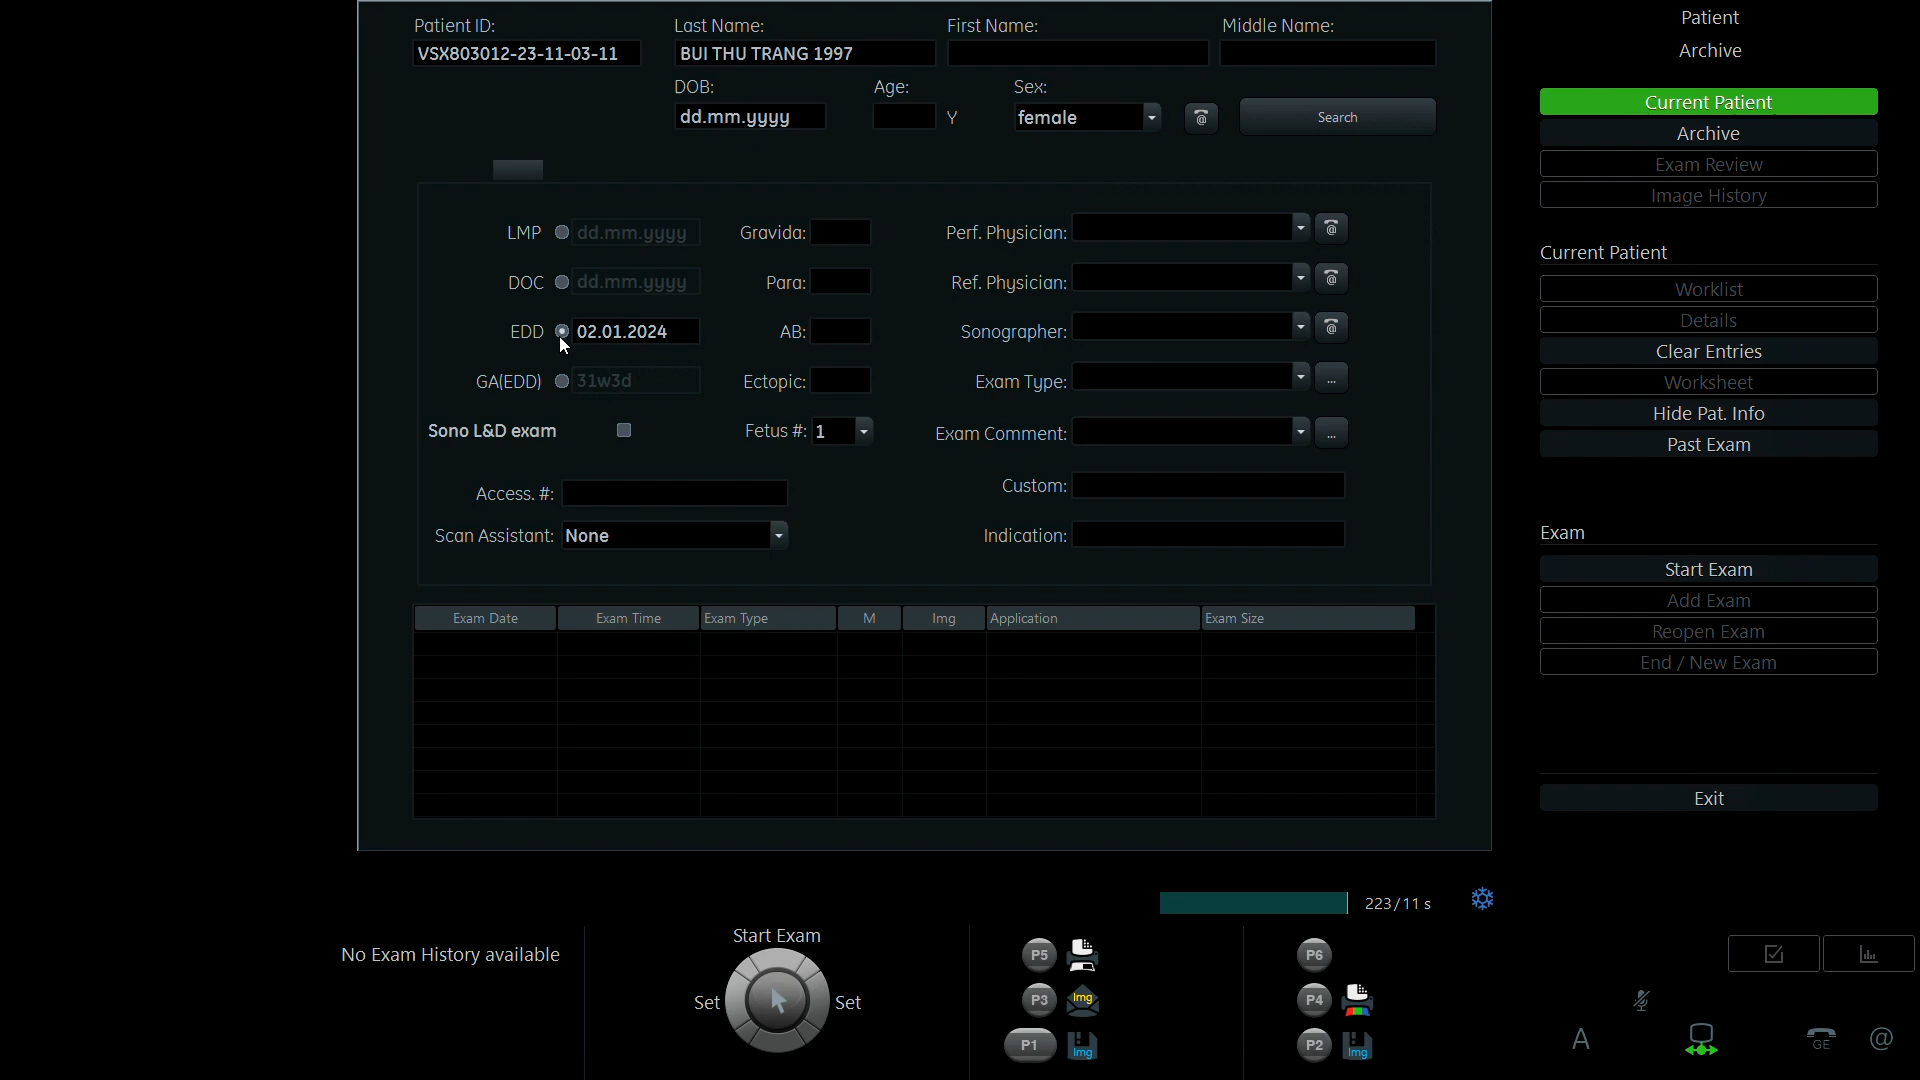 Patient ID:
Last Name:
First Name:
Middle Name:
VSX803012-23-11-03-11
BUI THU TRANG 1997
DOB:
Age:
Sex:
dd.mm.yyyy
Y
female
@
Search
LMP
dd.mm.yyyy
Gravida:
Perf. Physician:
@
DOC
dd.mm.yyyy
Para:
Ref. Physician:
@
EDD
02.01.2024
AB:
Sonographer:
@
GA(EDD)
31w3d
Ectopic:
Exam Type:
...
Sono L&D exam
Fetus #:
1
Exam Comment:
...
Access. #:
Custom:
Scan Assistant:
None
Indication:
Exam Date
Exam Time
Exam Type
M
Img
Application
Exam Size
Patient
Archive
Current Patient
Archive
Exam Review
Image History
Current Patient
Worklist
Details
Clear Entries
Worksheet
Hide Pat. Info
Past Exam
Exam
Start Exam
Add Exam
Reopen Exam
End / New Exam
Exit
223/11 s
No Exam History available
Start Exam
Set
Set
P5
P3
Img
P1
Img
P6
P4
P2
Img
A
GE
@